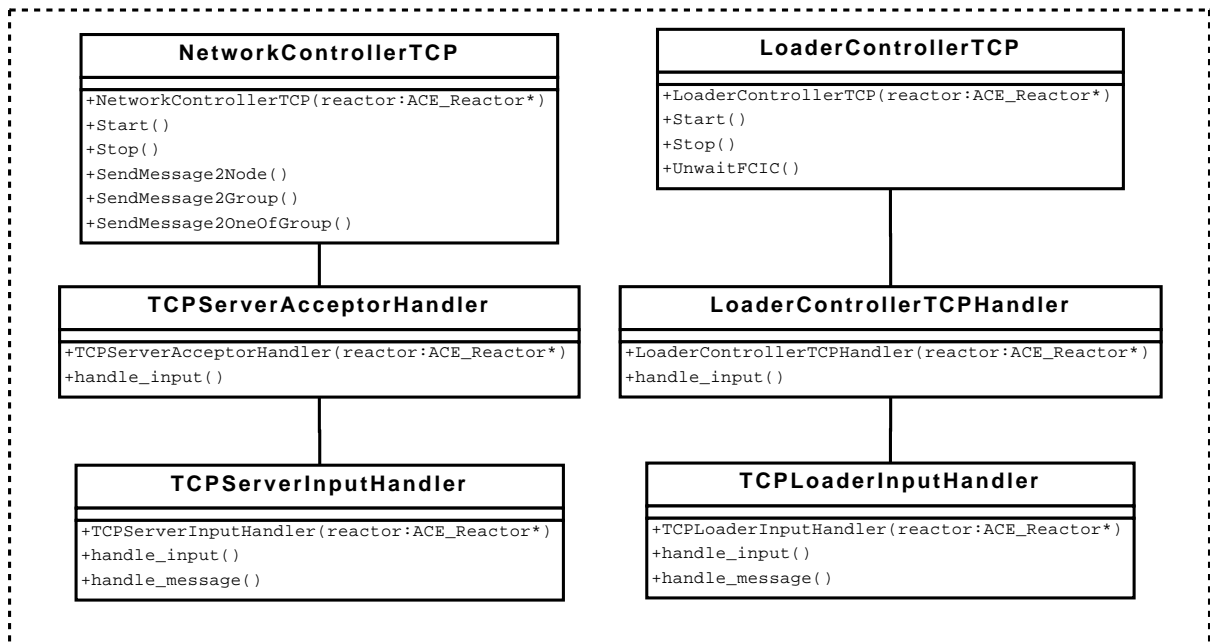 NetworkControllerTCP
+NetworkControllerTCP(reactor:ACE_Reactor*)
+Start()
+Stop()
+SendMessage2Node()
+SendMessage2Group()
+SendMessage2OneOfGroup()
TCPServerAcceptorHandler
+TCPServerAcceptorHandler(reactor:ACE_Reactor*)
+handle_input()
TCPServerInputHandler
+TCPServerInputHandler(reactor:ACE_Reactor*)
+handle_input()
+handle_message()
LoaderControllerTCP
+LoaderControllerTCP(reactor:ACE_Reactor*)
+Start()
+Stop()
+UnwaitFCIC()
LoaderControllerTCPHandler
+LoaderControllerTCPHandler(reactor:ACE_Reactor*)
+handle_input()
TCPLoaderInputHandler
+TCPLoaderInputHandler(reactor:ACE_Reactor*)
+handle_input()
+handle_message()